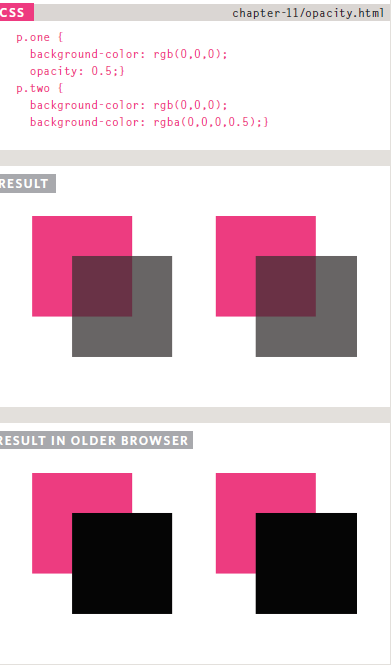 CSS
chapter-11/opacity.html
p.one {
background-color: rgb(0,0,0);
opacity: 0.5;}
p.two {
background-color: rgb(0,0,0);
background-color: rgba(0,0,0,0.5);}
RESULT
RESULT IN OLDER BROWSER